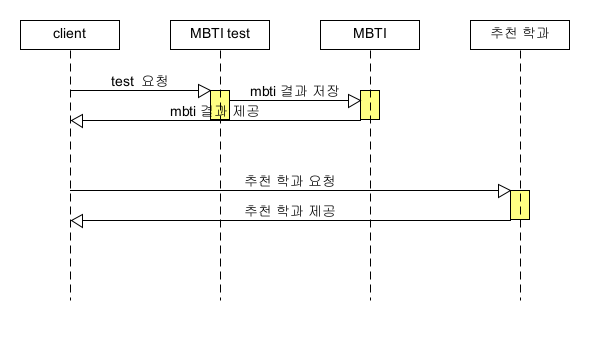 client
MBTI test
MBTI
추천 학과
test 요청
mbti 결과 저장
mbti 결과 제공
추천 학과 요청
추천 학과 제공